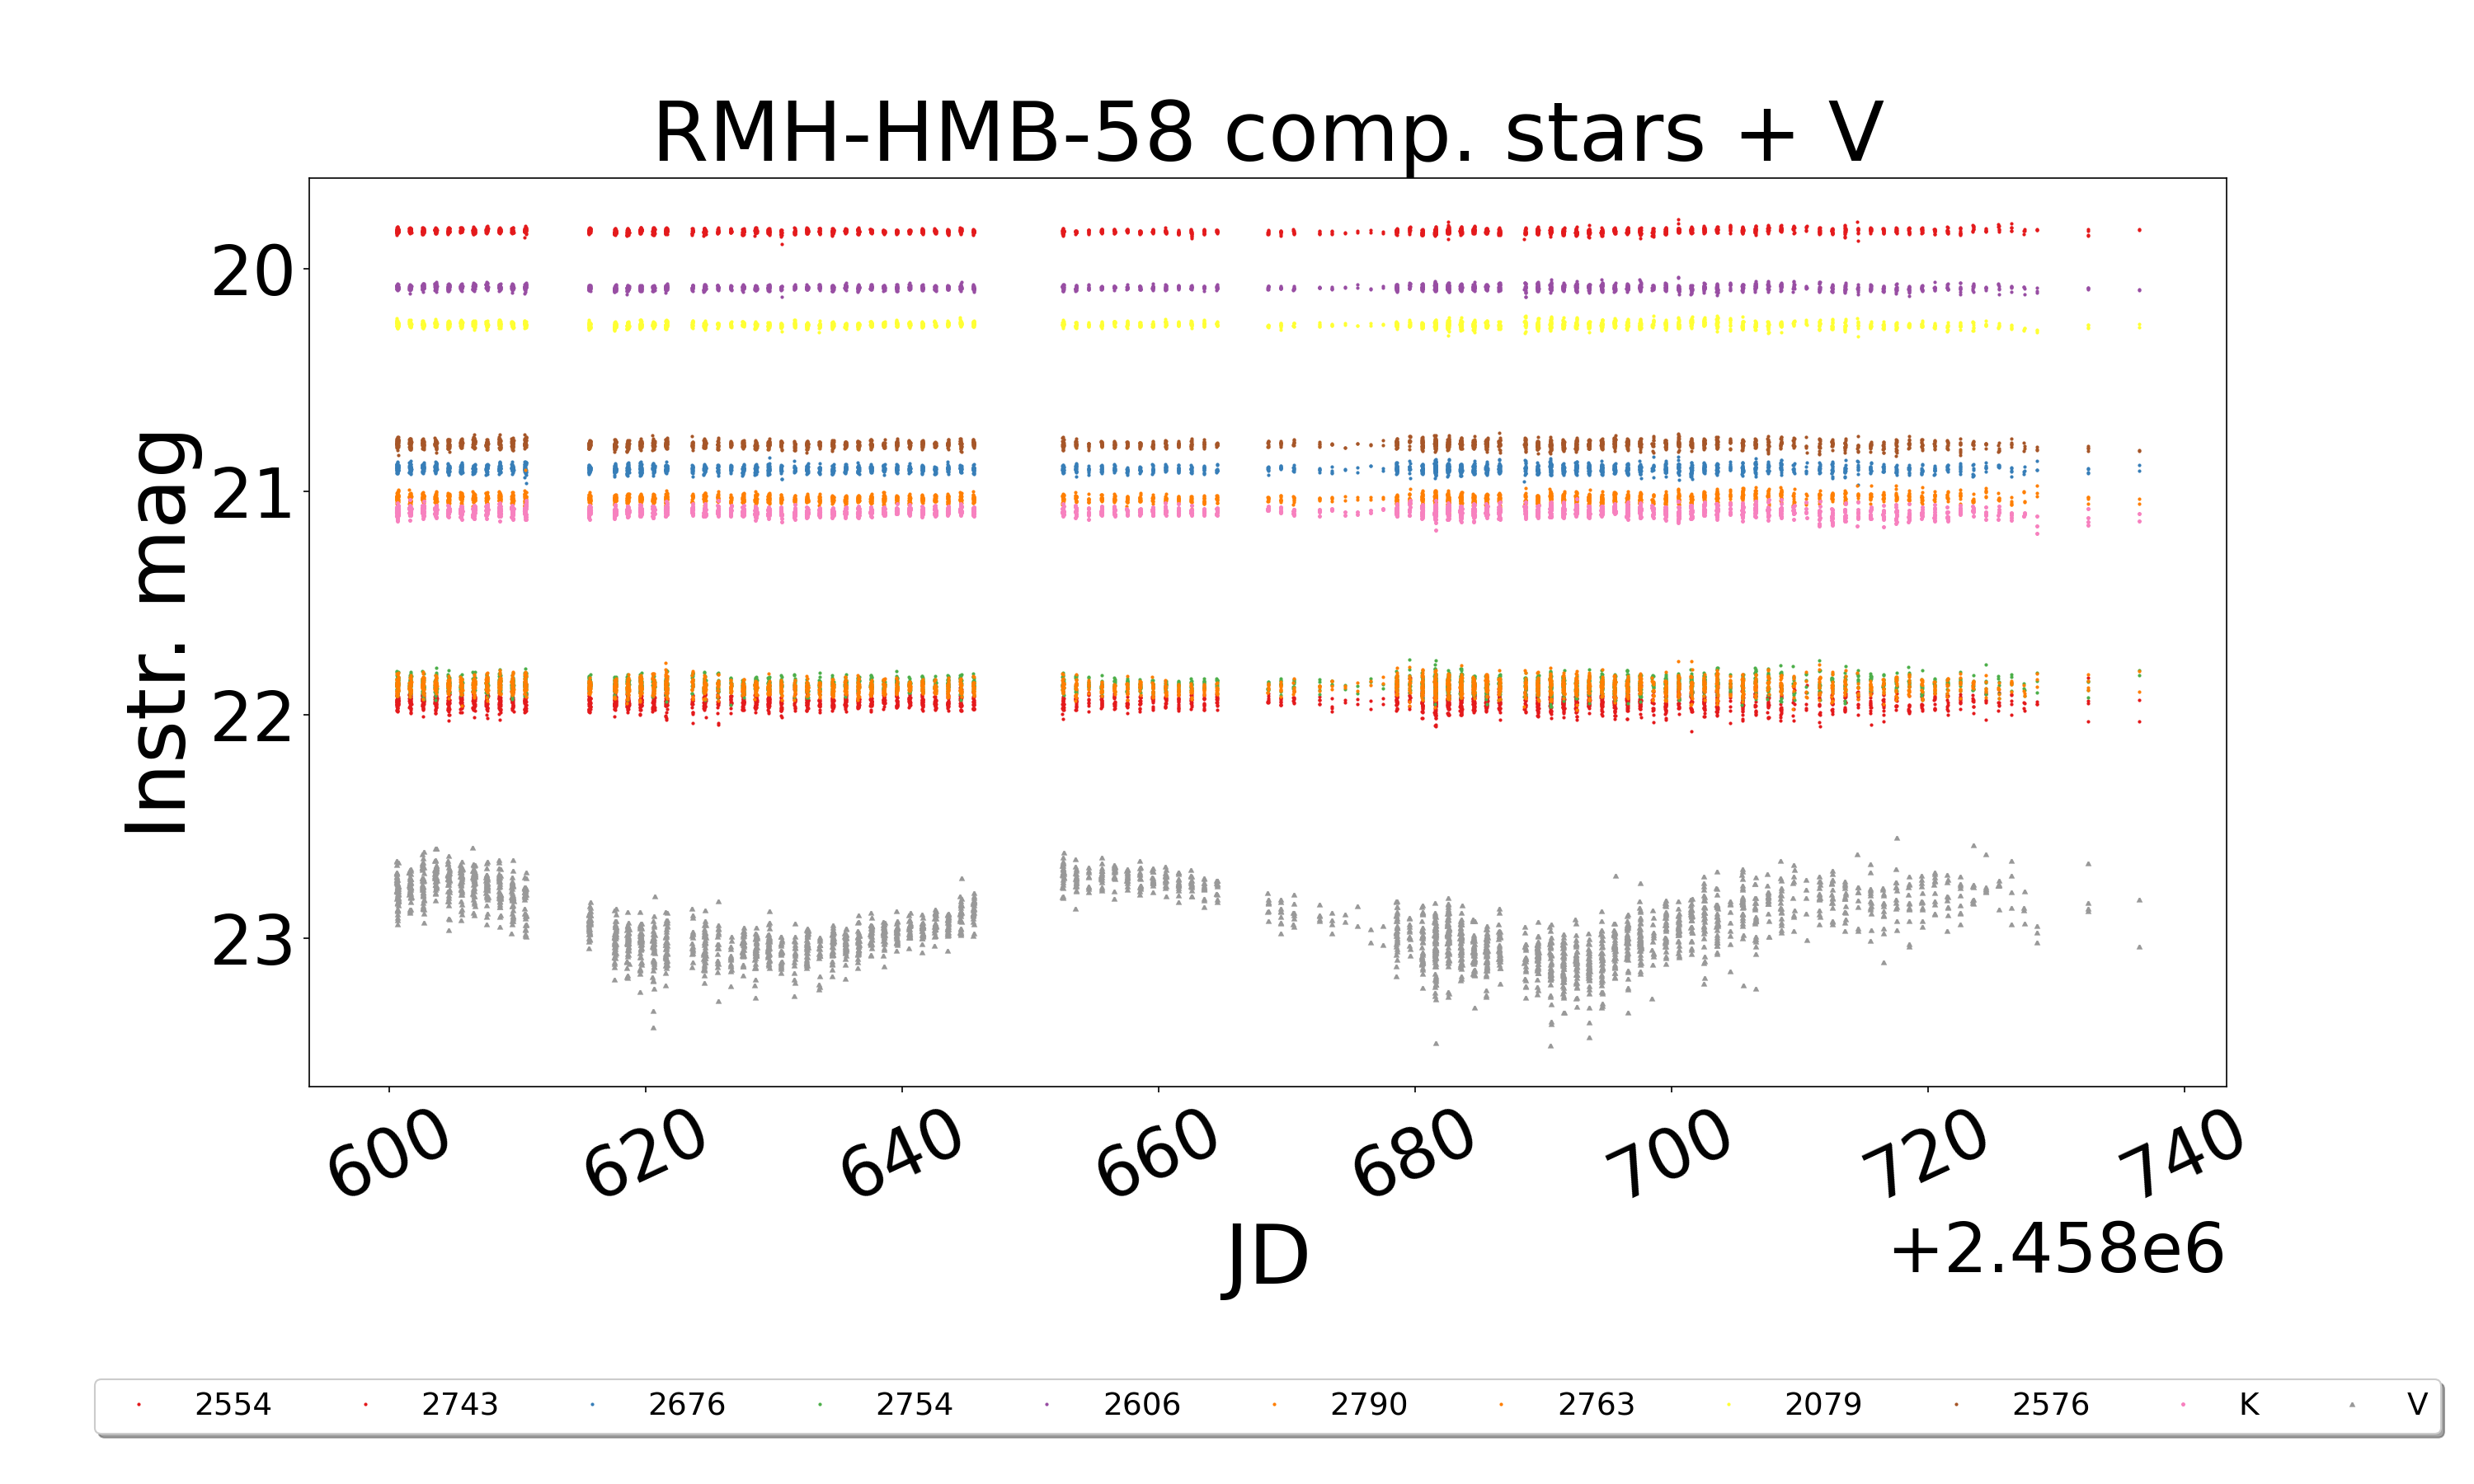 RMH-HMB-58 comp. stars + V
Instr. mag
20
21
22
23
600 620 640 660 680 700 720 740
JD
+2.458e6
2554 2743 2676 2754 2606 2790 2763 2079 2576 K V